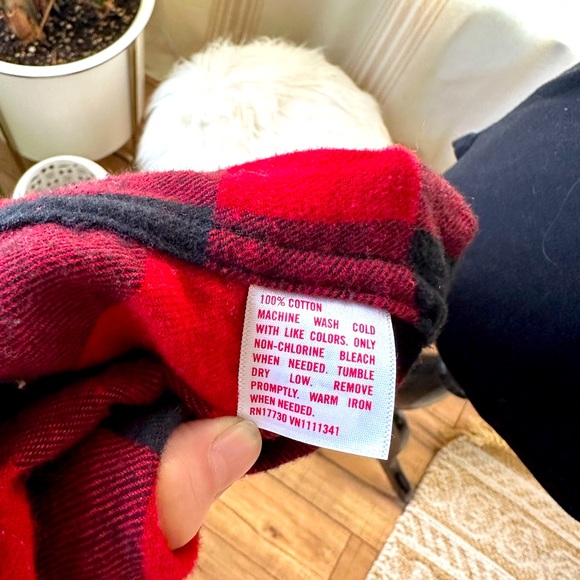 100% COTTON
MACHINE WASH COLD
WITH LIKE COLORS. ONLY
NON-CHLORINE BLEACH
WHEN NEEDED. TUMBLE
DRY LOW. REMOVE
PROMPTLY. WARM IRON
WHEN NEEDED.
RN17730 VN1111341